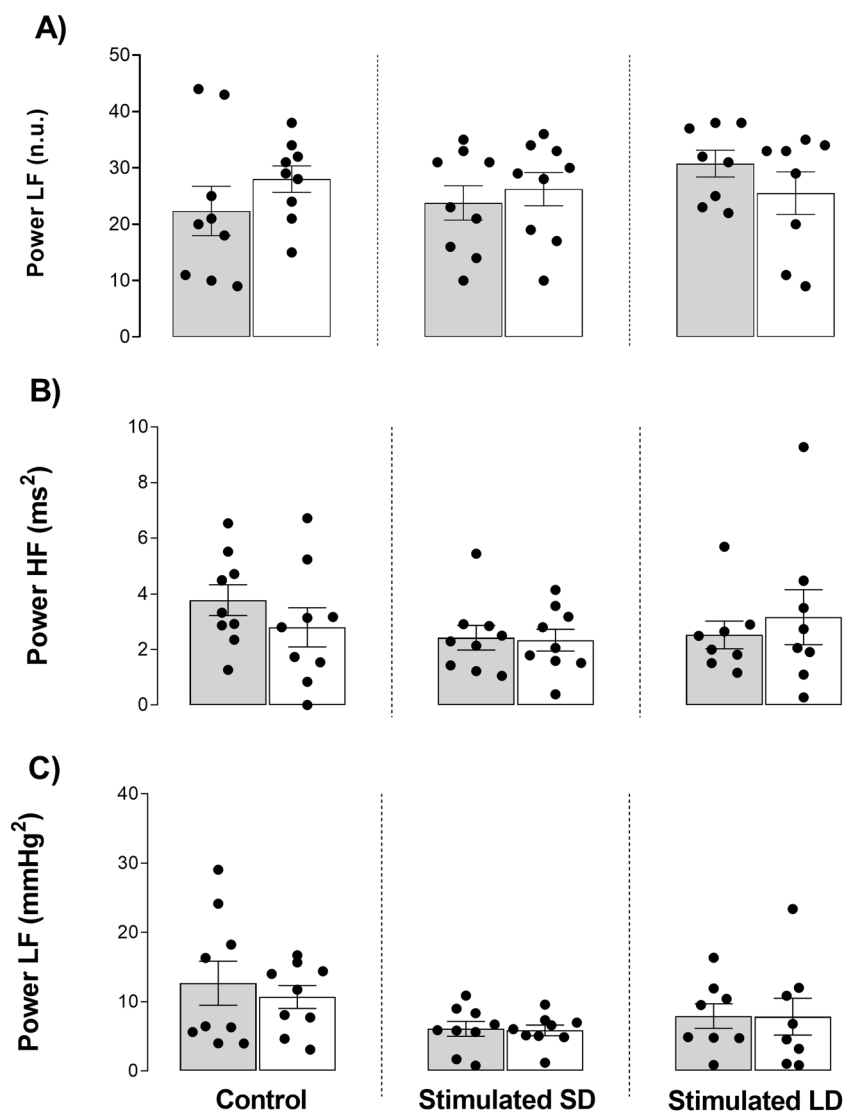 A)
Power LF (n.u.)
50
40
30
20
10
0
B)
Power HF (ms²)
10
8
6
4
2
0
C)
Power LF (mmHg²)
40
30
20
10
0
Control
Stimulated SD
Stimulated LD